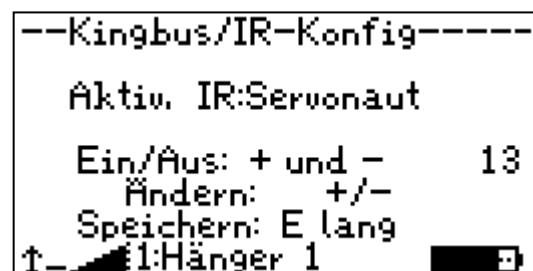 --Kingbus/IR-Konfig-----
Aktiv. IR:Servonaut
Ein/Aus: + und - 13
Ändern: +/-
Speichern: E lang
1:Hänger 1